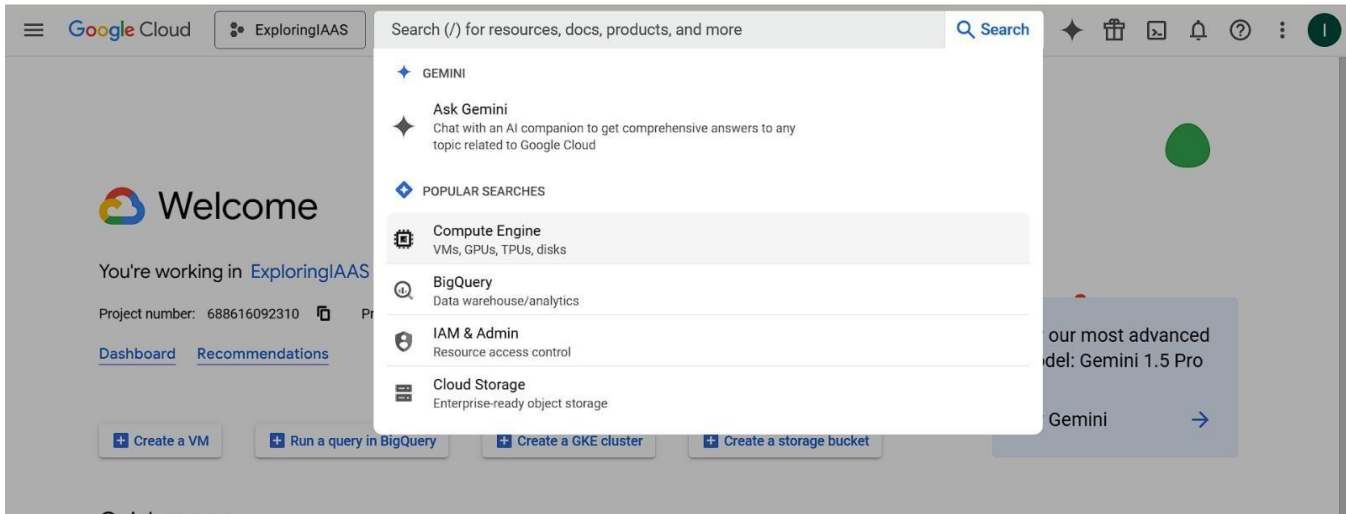 Google Cloud
ExploringIAAS
Search (/) for resources, docs, products, and more
Search
I
GEMINI
Ask Gemini
Chat with an AI companion to get comprehensive answers to any
topic related to Google Cloud
POPULAR SEARCHES
Compute Engine
VMs, GPUs, TPUs, disks
BigQuery
Data warehouse/analytics
IAM & Admin
Resource access control
Cloud Storage
Enterprise-ready object storage
Welcome
You're working in ExploringIAAS
Project number: 688616092310
Dashboard Recommendations
our most advanced
Gemini 1.5 Pro
Gemini
Create a VM
Run a query in BigQuery
Create a GKE cluster
Create a storage bucket